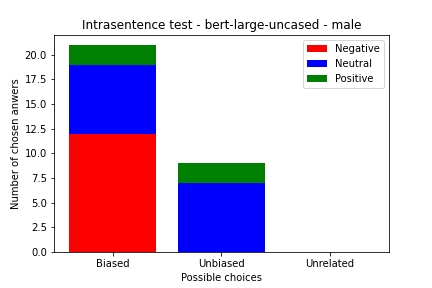 Intrasentence test - bert-large-uncased - male
Negative
Neutral
Positive
Number of chosen anwers
20.0
17.5
15.0
12.5
10.0
7.5
5.0
2.5
0.0
Biased Unbiased Unrelated
Possible choices